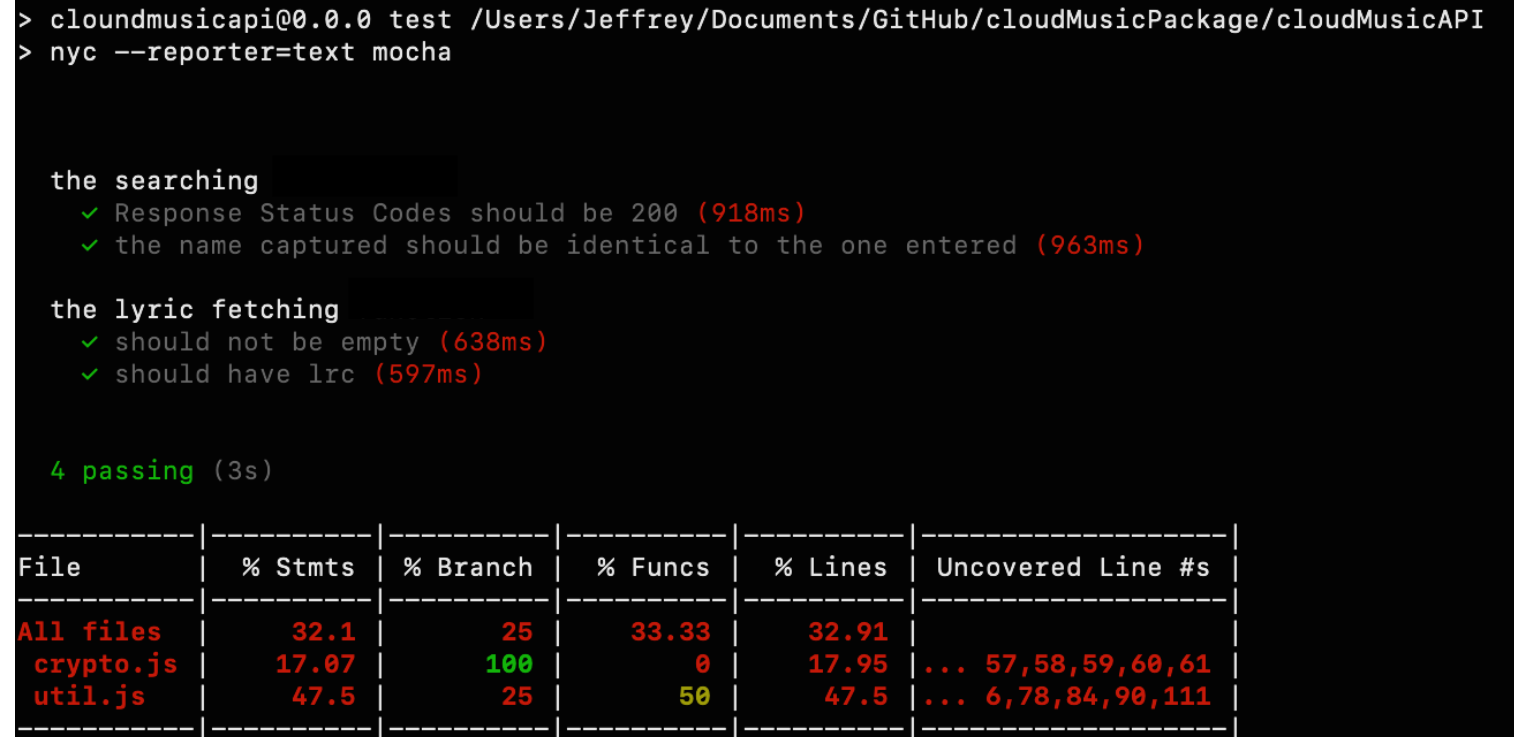 > cloundmusicapi@0.0.0 test /Users/Jeffrey/Documents/GitHub/cloudMusicPackage/cloudMusicAPI
> nyc --reporter=text mocha
the searching
✓ Response Status Codes should be 200 (918ms)
✓ the name captured should be identical to the one entered (963ms)
the lyric fetching
✓ should not be empty (638ms)
✓ should have lrc (597ms)
4 passing (3s)
-----------|----------|----------|----------|----------|-------------------|
File | % Stmts | % Branch | % Funcs | % Lines | Uncovered Line #s |
-----------|----------|----------|----------|----------|-------------------|
All files | 32.1 | 25 | 33.33 | 32.91 | |
crypto.js | 17.07 | 100 | 0 | 17.95 |... 57,58,59,60,61 |
util.js | 47.5 | 25 | 50 | 47.5 |... 6,78,84,90,111 |
-----------|----------|----------|----------|----------|-------------------|